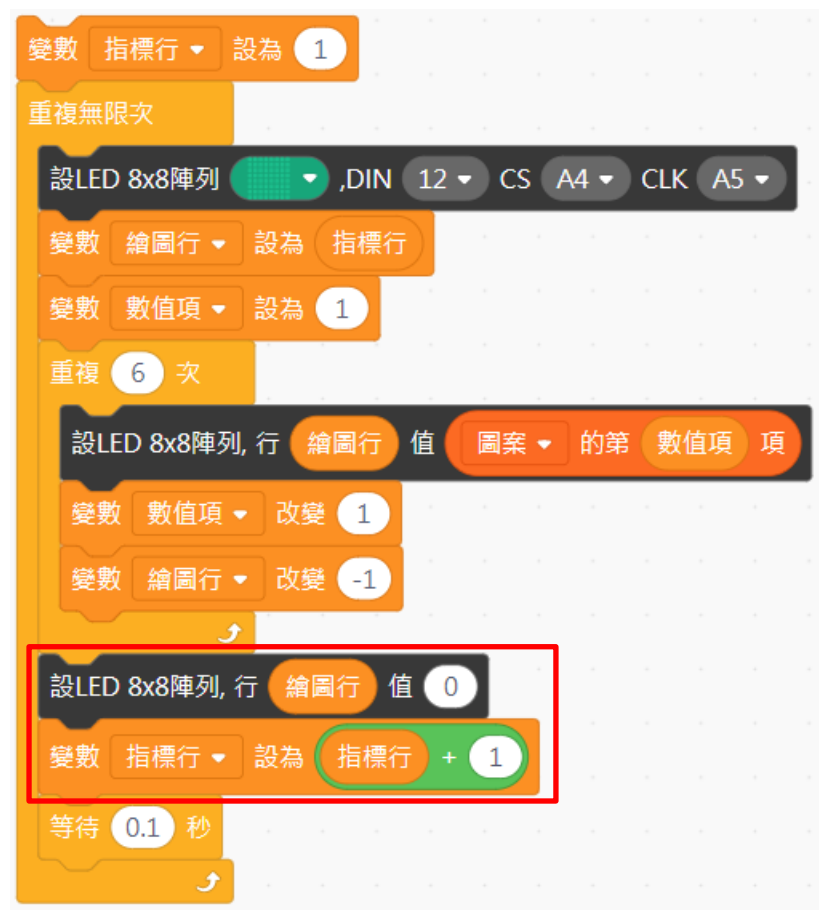 變數 指標行 設為 1
重複無限次
設LED 8x8陣列 ,DIN 12 CS A4 CLK A5
變數 繪圖行 設為 指標行
變數 數值項 設為 1
重複 6 次
設LED 8x8陣列, 行 繪圖行 值 圖案 的第 數值項 項
變數 數值項 改變 1
變數 繪圖行 改變 -1
設LED 8x8陣列, 行 繪圖行 值 0
變數 指標行 設為 指標行 + 1
等待 0.1 秒